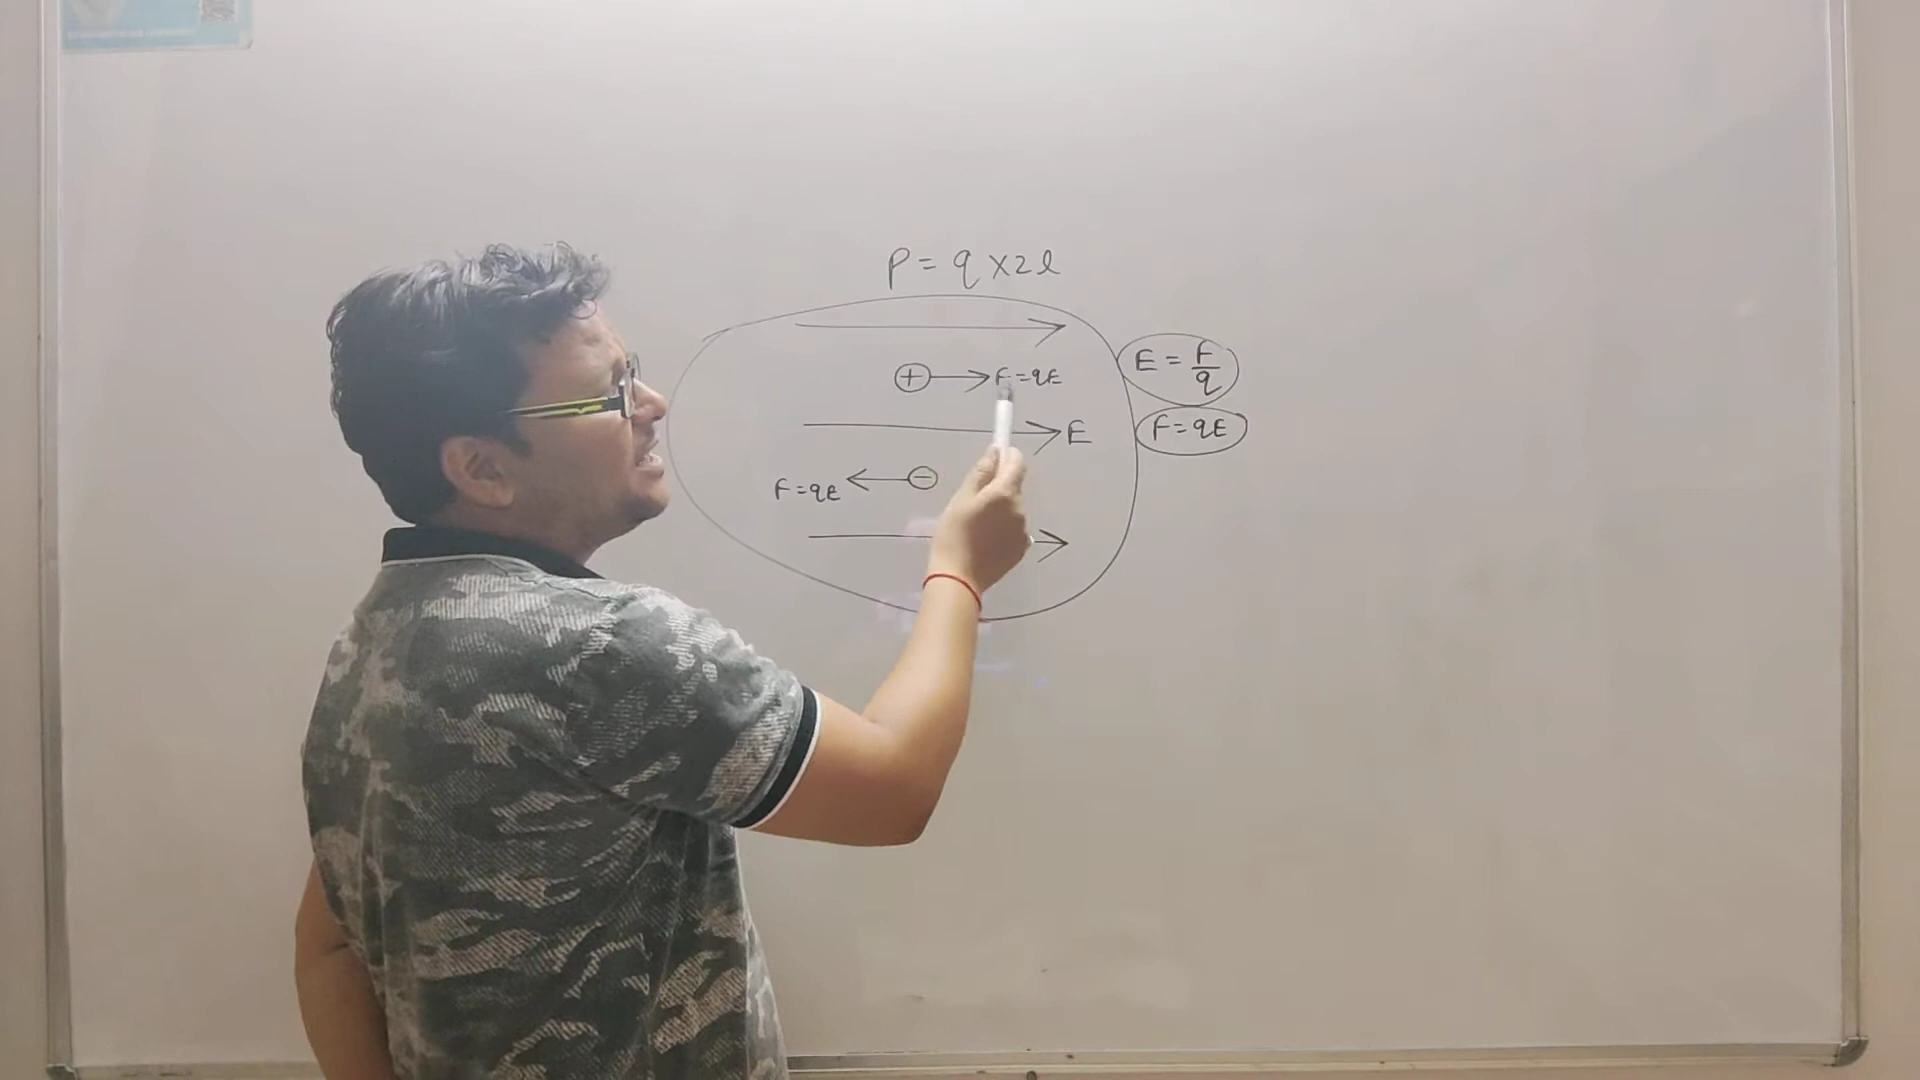 P = q × 2l
E = F/q
⊕→ F = qE
→ E
F = qE
F = qE ←⊖